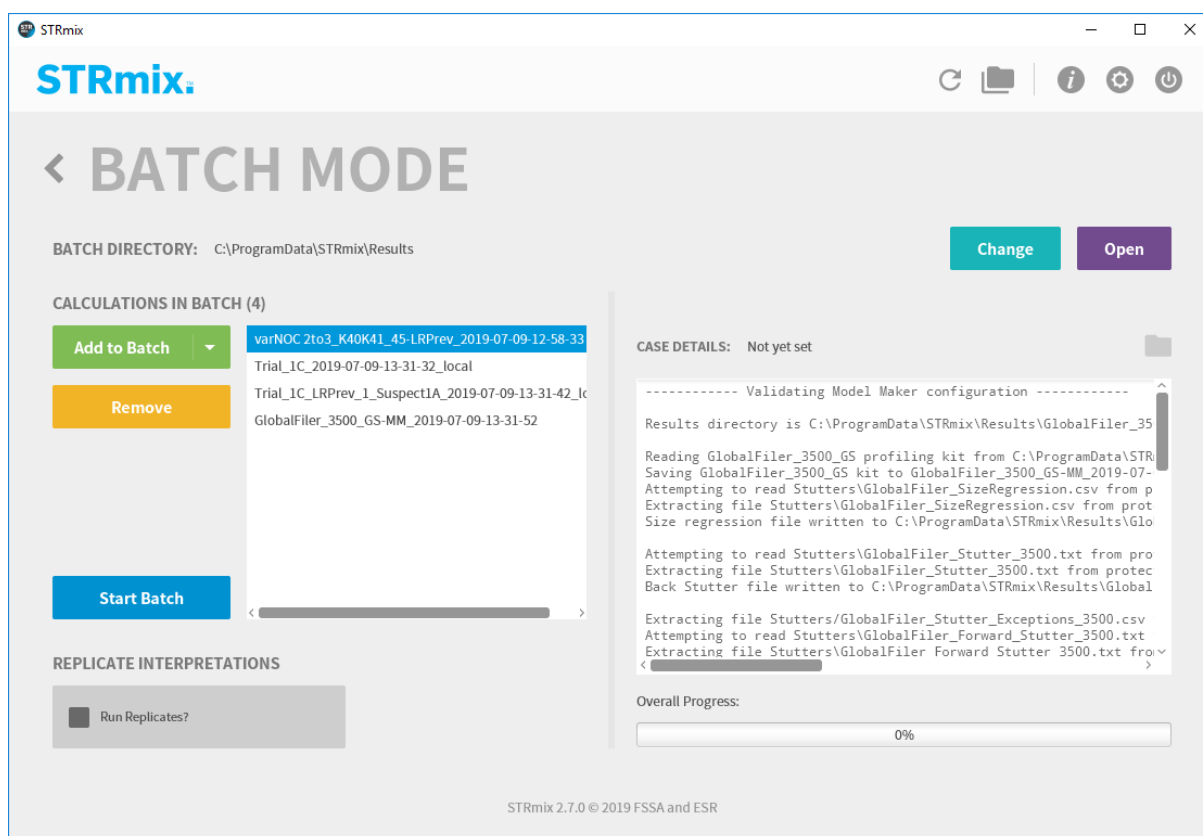 STRmix
STRmix™
BATCH MODE
BATCH DIRECTORY: C:\ProgramData\STRmix\Results
Change
Open
CALCULATIONS IN BATCH (4)
Add to Batch
Remove
Start Batch
varNOC 2to3_K40K41_45-LRPrev_2019-07-09-12-58-33
Trial_1C_2019-07-09-13-31-32_local
Trial_1C_LRPrev_1_Suspect1A_2019-07-09-13-31-42_lo
GlobalFiler_3500_GS-MM_2019-07-09-13-31-52
REPLICATE INTERPRETATIONS
Run Replicates?
CASE DETAILS: Not yet set
------------ Validating Model Maker configuration ------------
Results directory is C:\ProgramData\STRmix\Results\GlobalFiler_35
Reading GlobalFiler_3500_GS profiling kit from C:\ProgramData\STR
Saving GlobalFiler_3500_GS kit to GlobalFiler_3500_GS-MM_2019-07-
Attempting to read Stutters\GlobalFiler_SizeRegression.csv from p
Extracting file Stutters\GlobalFiler_SizeRegression.csv from prot
Size regression file written to C:\ProgramData\STRmix\Results\Glo
Attempting to read Stutters\GlobalFiler_Stutter_3500.txt from pro
Extracting file Stutters\GlobalFiler_Stutter_3500.txt from protec
Back Stutter file written to C:\ProgramData\STRmix\Results\Global
Extracting file Stutters/GlobalFiler_Stutter_Exceptions_3500.csv
Attempting to read Stutters\GlobalFiler_Forward_Stutter_3500.txt
Extracting file Stutters\GlobalFiler_Forward_Stutter_3500.txt fro
Overall Progress:
0%
STRmix 2.7.0 © 2019 FSSA and ESR